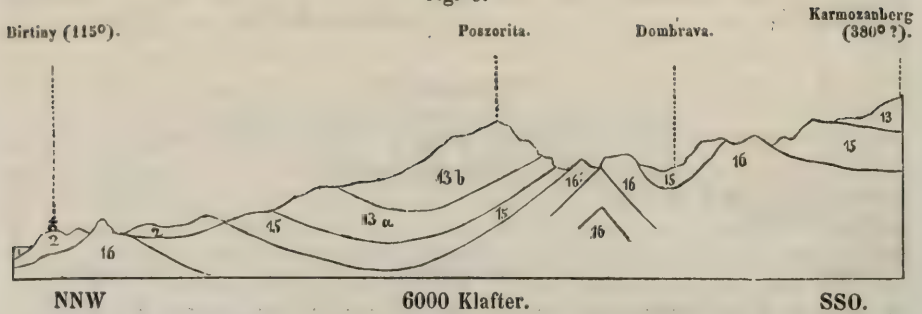 Karmozanberg
Birtiny (115°). Poszorita. Dombrava. (380° ?)
13
15
13 b
16
16
15
16
2
2
15
13 a
15
16
16
NNW 6000 Klafter. SSO.